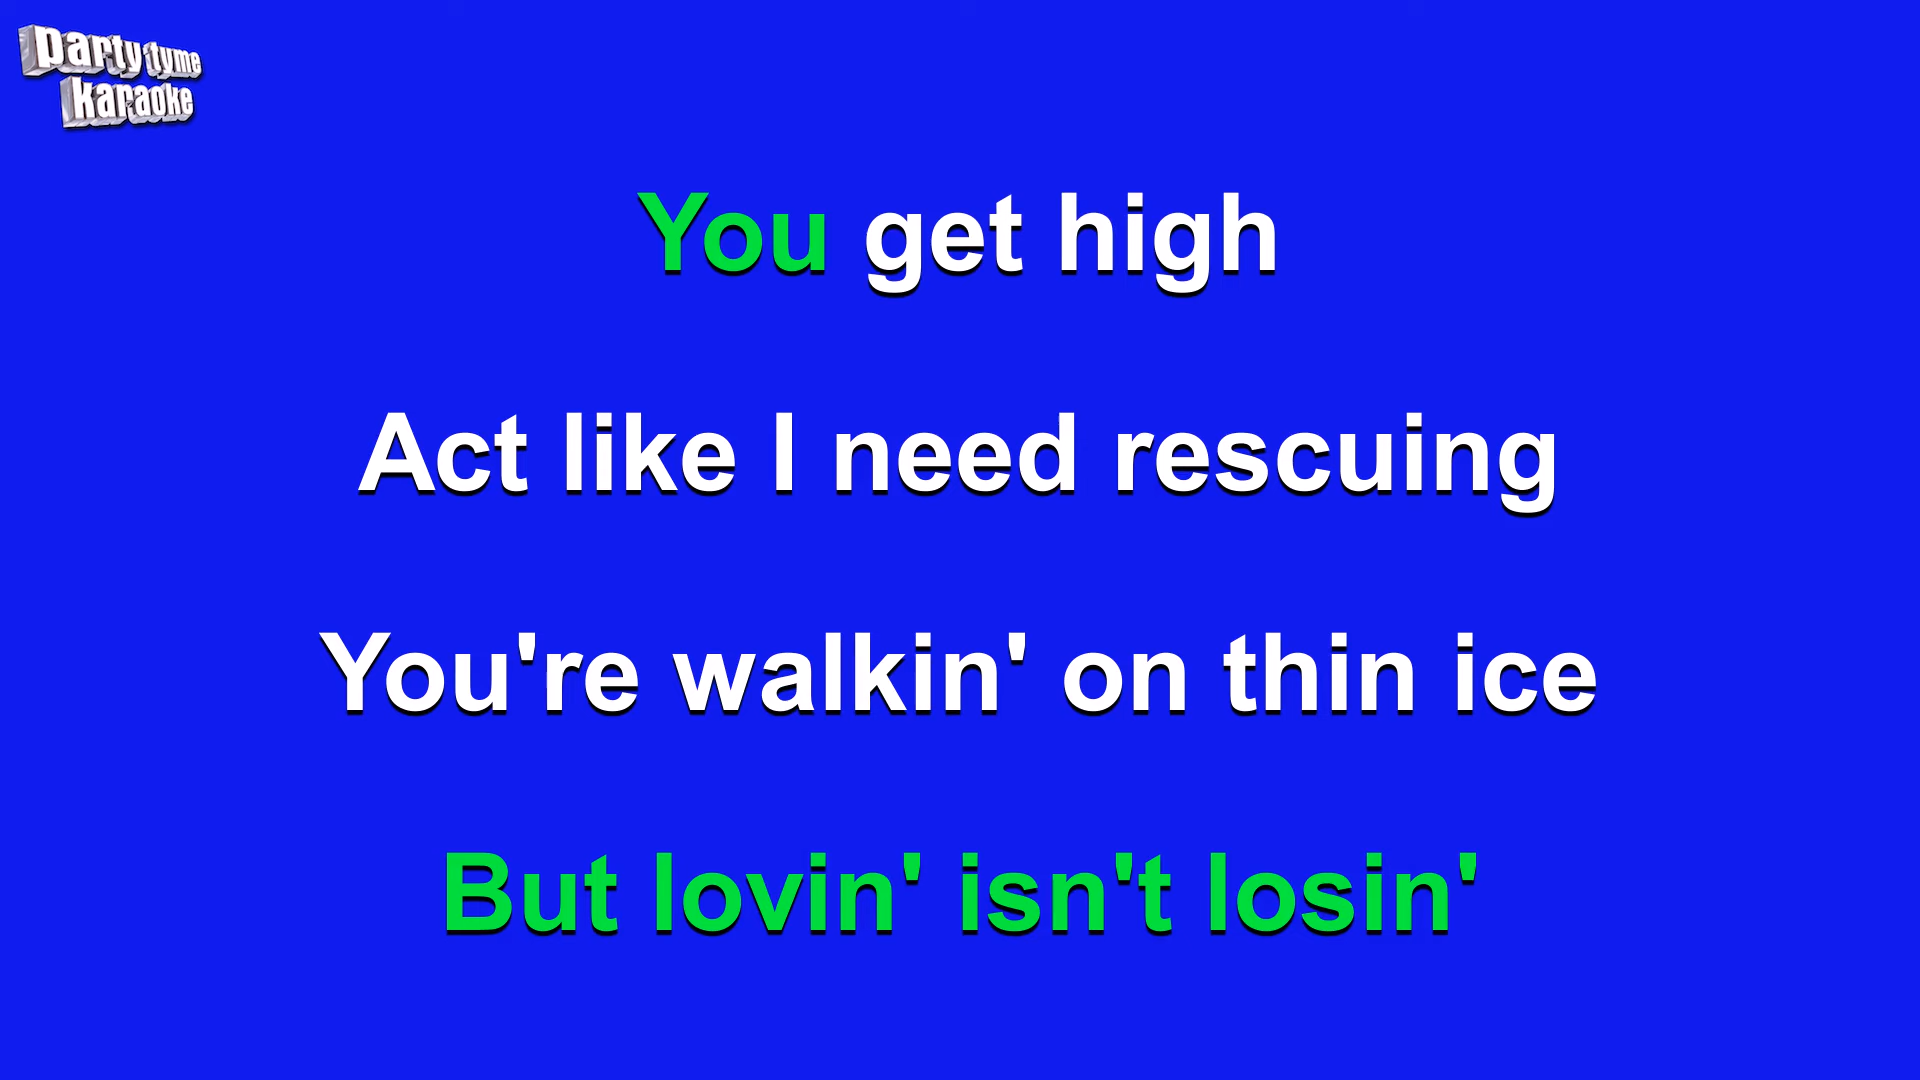 party tyme
karaoke
You get high
Act like I need rescuing
You're walkin' on thin ice
But lovin' isn't losin'